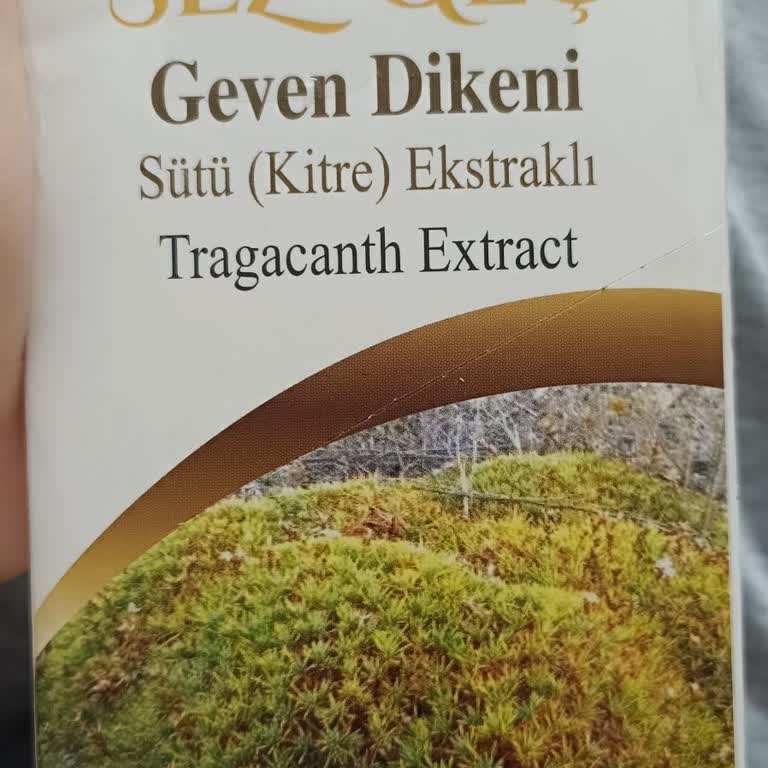 Geven Dikeni
Sütü (Kitre) Ekstraklı
Tragacanth Extract